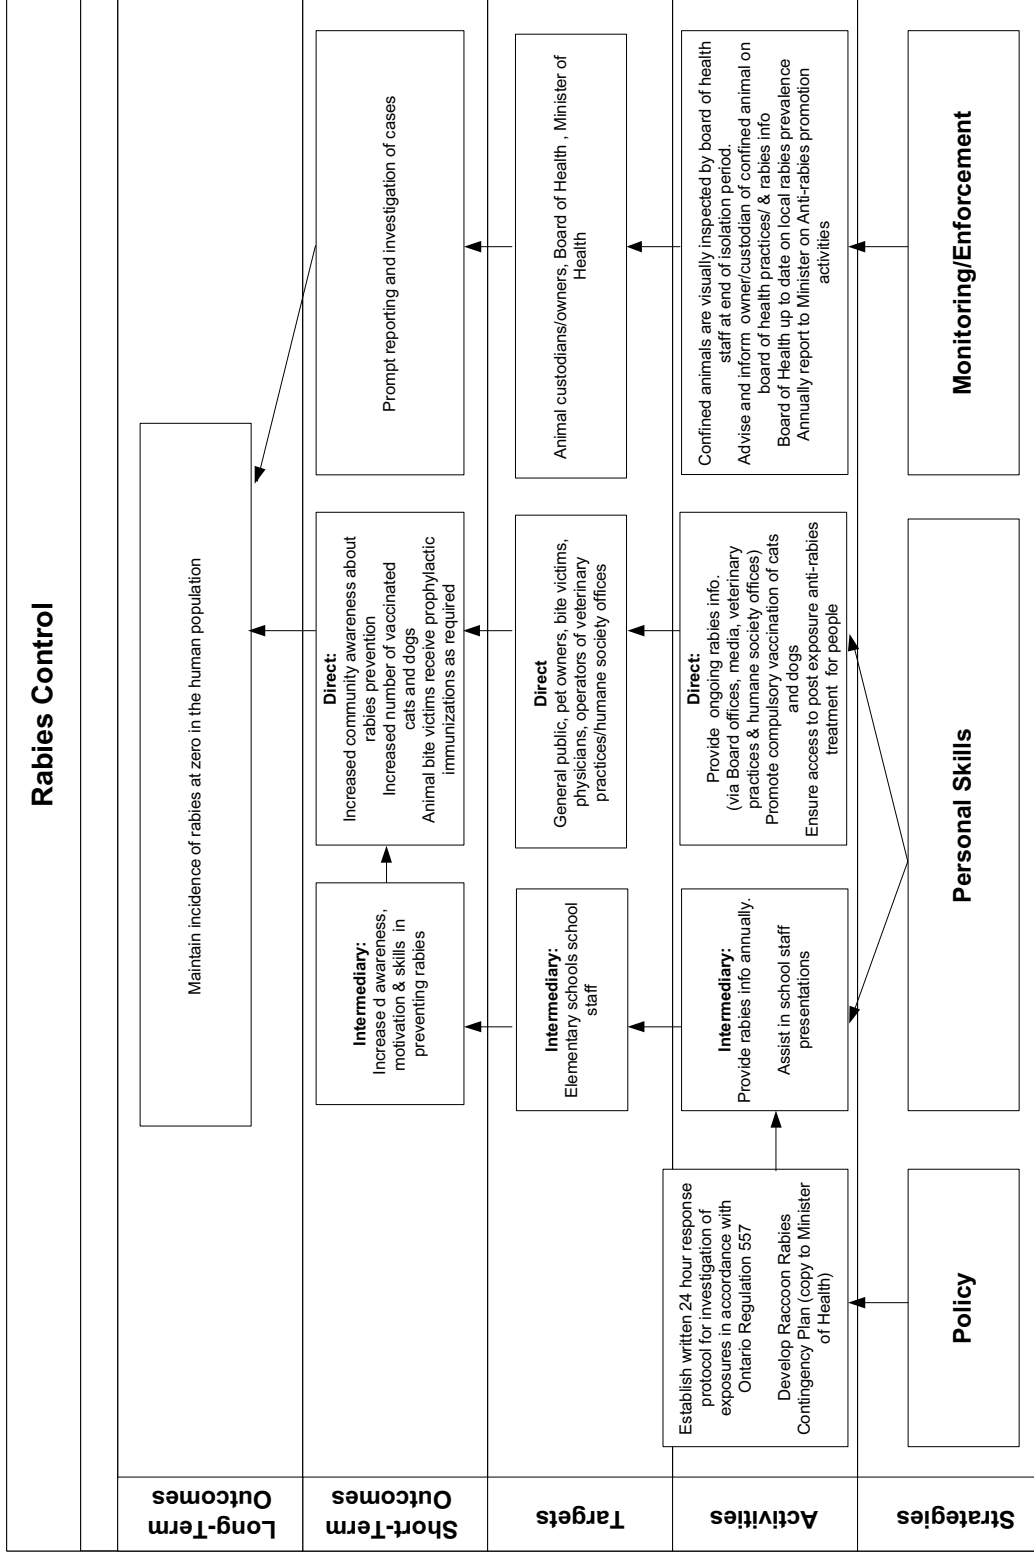 Rabies Control
Long-Term
Outcomes
Maintain incidence of rabies at zero in the human population
Short-Term
Outcomes
Intermediary:
Increase d awareness,
motivation & skills in
preventing rabies
Direct:
Increased community awareness about
rabies prevention
Increased number of vaccinated
cats and dogs
Animal bite victims receive prophylactic
immunizations as required
Prompt reporting and investigation of cases
Targets
Intermediary:
Elementary schools school
staff
Direct
General public, pet owners, bite victims,
physicians, operators of veterinary
practices/humane society offices
Animal custodians/owners, Board of Health , Minister of
Health
Activities
Establish written 24 hour response
protocol for investigation of
exposures in accordance with
Ontario Regulation 557
Develop Raccoon Rabies
Contingency Plan (copy to Minister
of Health)
Intermediary:
Provide rabies info annually.
Assist in school staff
presentations
Direct:
Provide ongoing rabies info.
(via Board offices, media, veterinary
practices & humane society offices)
Promote compulsory vaccination of cats
and dogs
Ensure access to post exposure anti-rabies
treatment for people
Confined animals are visually inspected by board of health
staff at end of isolation period.
Advise and inform owner/custodian of confined animal on
board of health practices/ & rabies info
Board of Health up to date on local rabies prevalence
Annually report to Minister on Anti-rabies promotion
activities
Strategies
Policy
Personal Skills
Monitoring/Enforcement